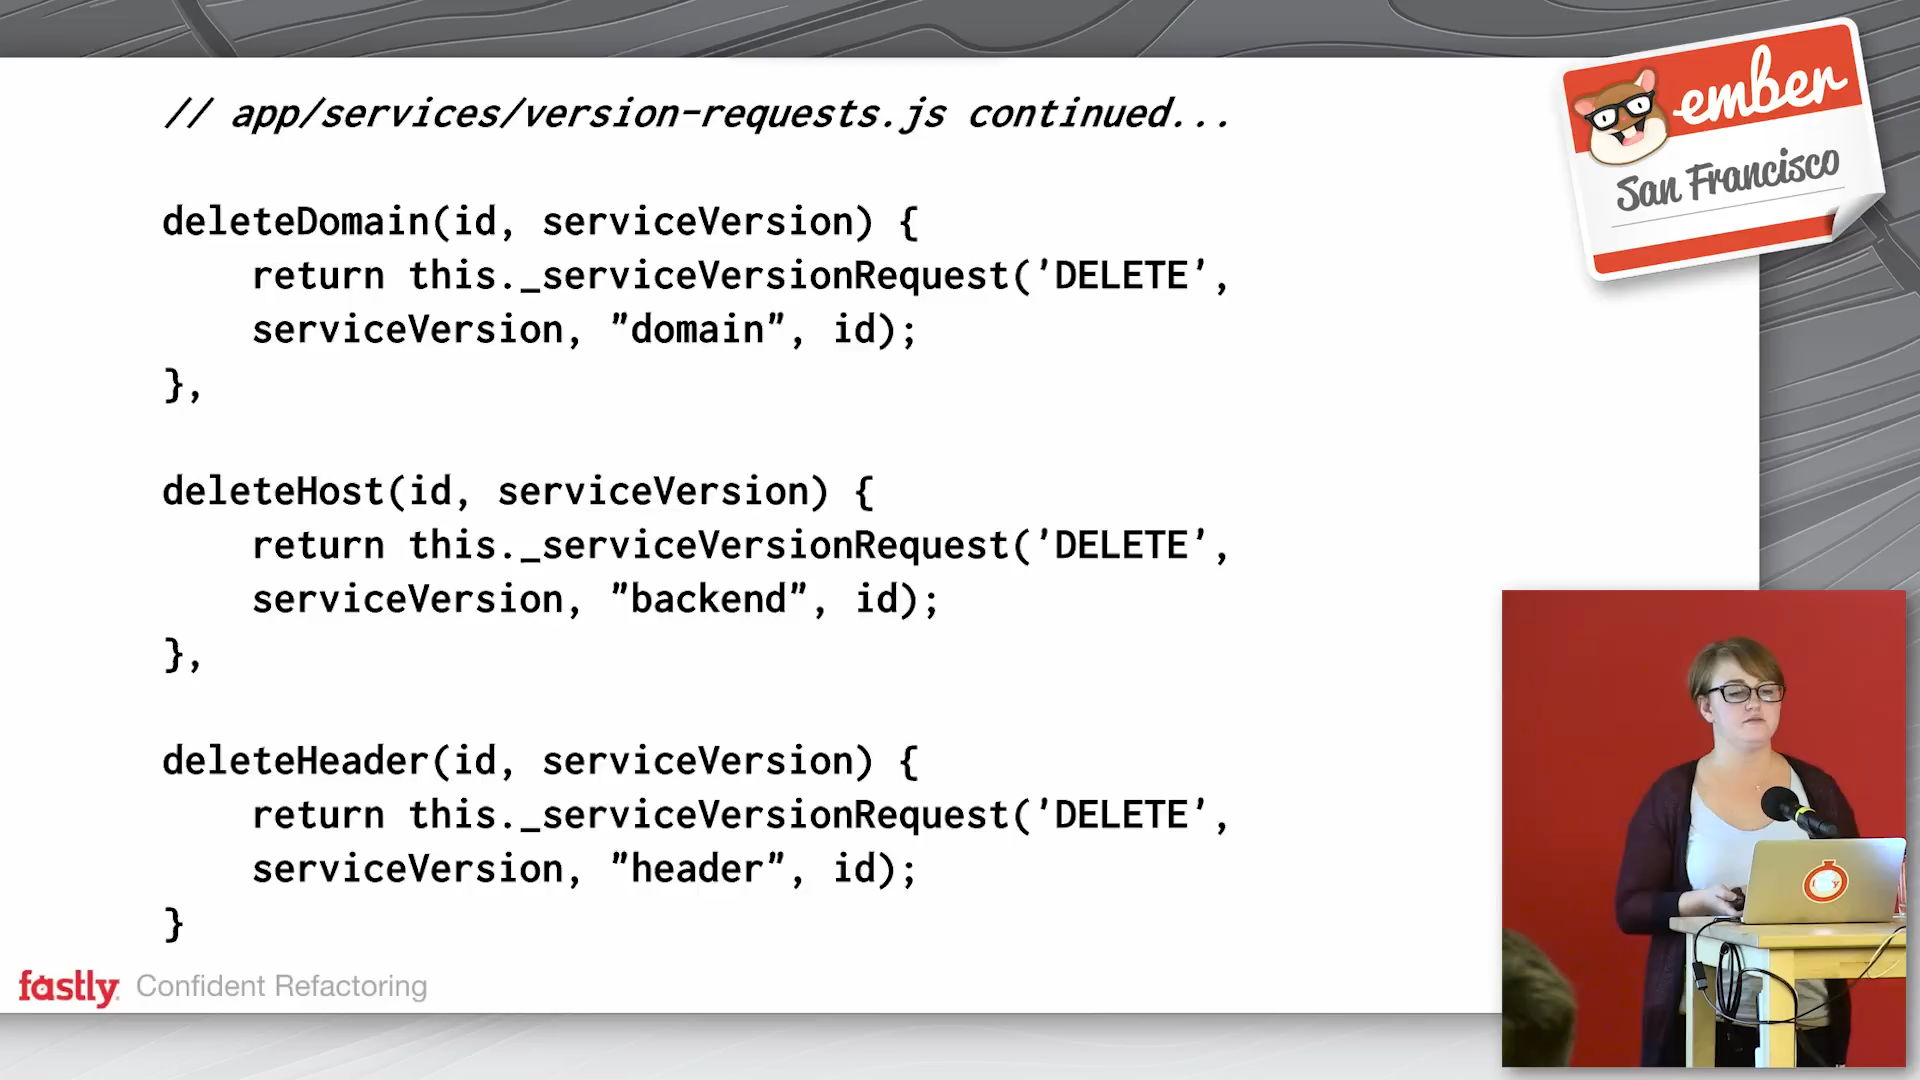 // app/services/version-requests.js continued...
deleteDomain(id, serviceVersion) {
return this._serviceVersionRequest('DELETE',
serviceVersion, "domain", id);
},
deleteHost(id, serviceVersion) {
return this._serviceVersionRequest('DELETE',
serviceVersion, "backend", id);
},
deleteHeader(id, serviceVersion) {
return this._serviceVersionRequest('DELETE',
serviceVersion, "header", id);
}
fastly Confident Refactoring
ember
San Francisco